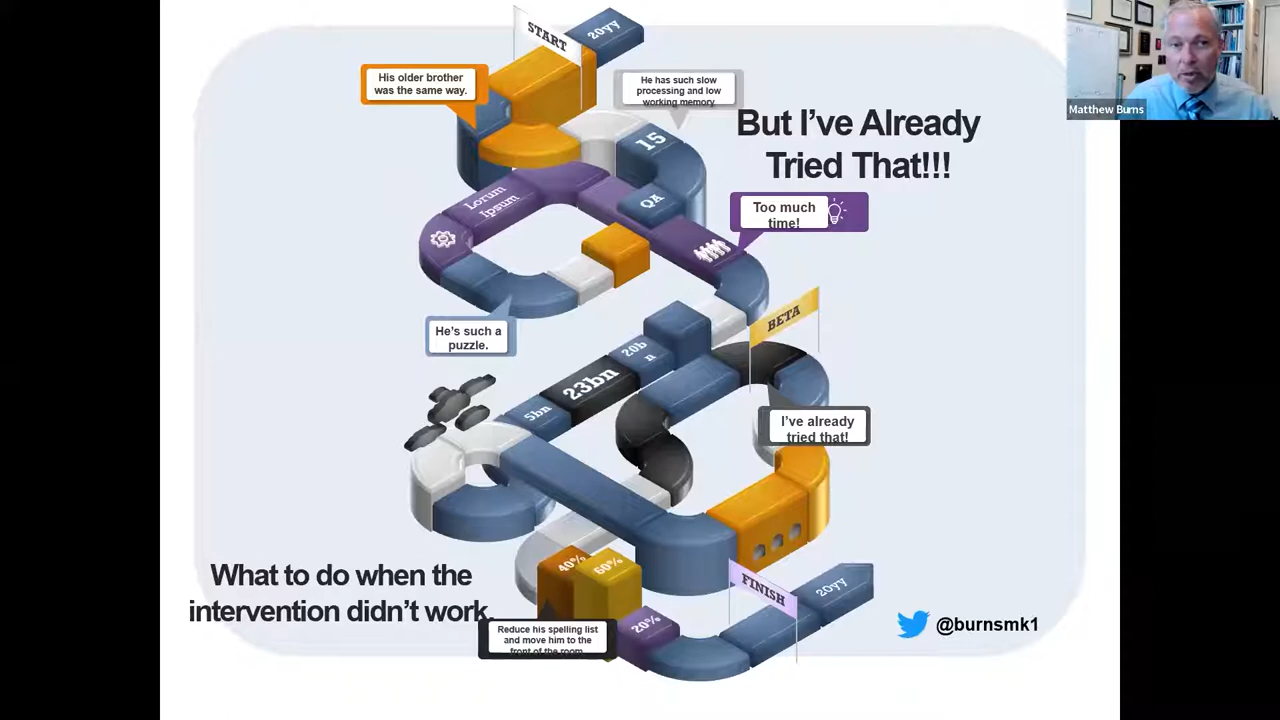 START
20yy
His older brother
was the same way.
He has such slow
processing and low
working memory
Matthew Burns
But I've Already
Tried That!!!
15
Lorum
Ipsum
QA
Too much
time!
He's such a
puzzle.
BETA
20b
n
23bn
5bn
I've already
tried that!
What to do when the
intervention didn't work.
40%
60%
FINISH
20yy
20%
Reduce his spelling list
and move him to the
front of the room
@burnsmk1